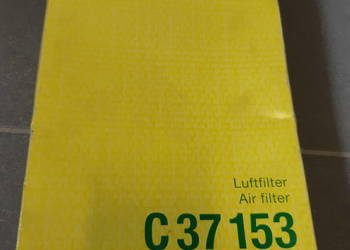 Luftfilter
Air filter
C 37 153